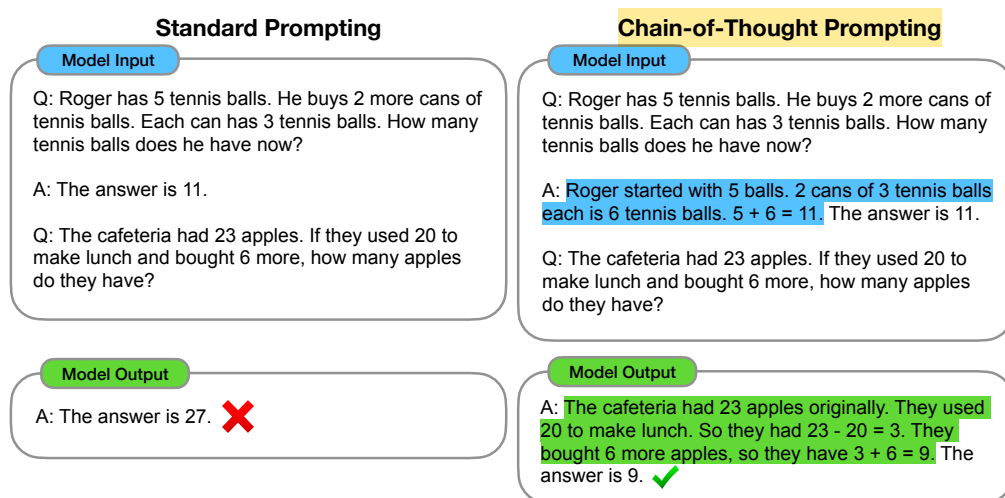 Standard Prompting
Model Input
Q: Roger has 5 tennis balls. He buys 2 more cans of
tennis balls. Each can has 3 tennis balls. How many
tennis balls does he have now?
A: The answer is 11.
Q: The cafeteria had 23 apples. If they used 20 to
make lunch and bought 6 more, how many apples
do they have?
Model Output
A: The answer is 27.
Chain-of-Thought Prompting
Model Input
Q: Roger has 5 tennis balls. He buys 2 more cans of
tennis balls. Each can has 3 tennis balls. How many
tennis balls does he have now?
A: Roger started with 5 balls. 2 cans of 3 tennis balls
each is 6 tennis balls. 5 + 6 = 11. The answer is 11.
Q: The cafeteria had 23 apples. If they used 20 to
make lunch and bought 6 more, how many apples
do they have?
Model Output
A: The cafeteria had 23 apples originally. They used
20 to make lunch. So they had 23 - 20 = 3. They
bought 6 more apples, so they have 3 + 6 = 9. The
answer is 9.